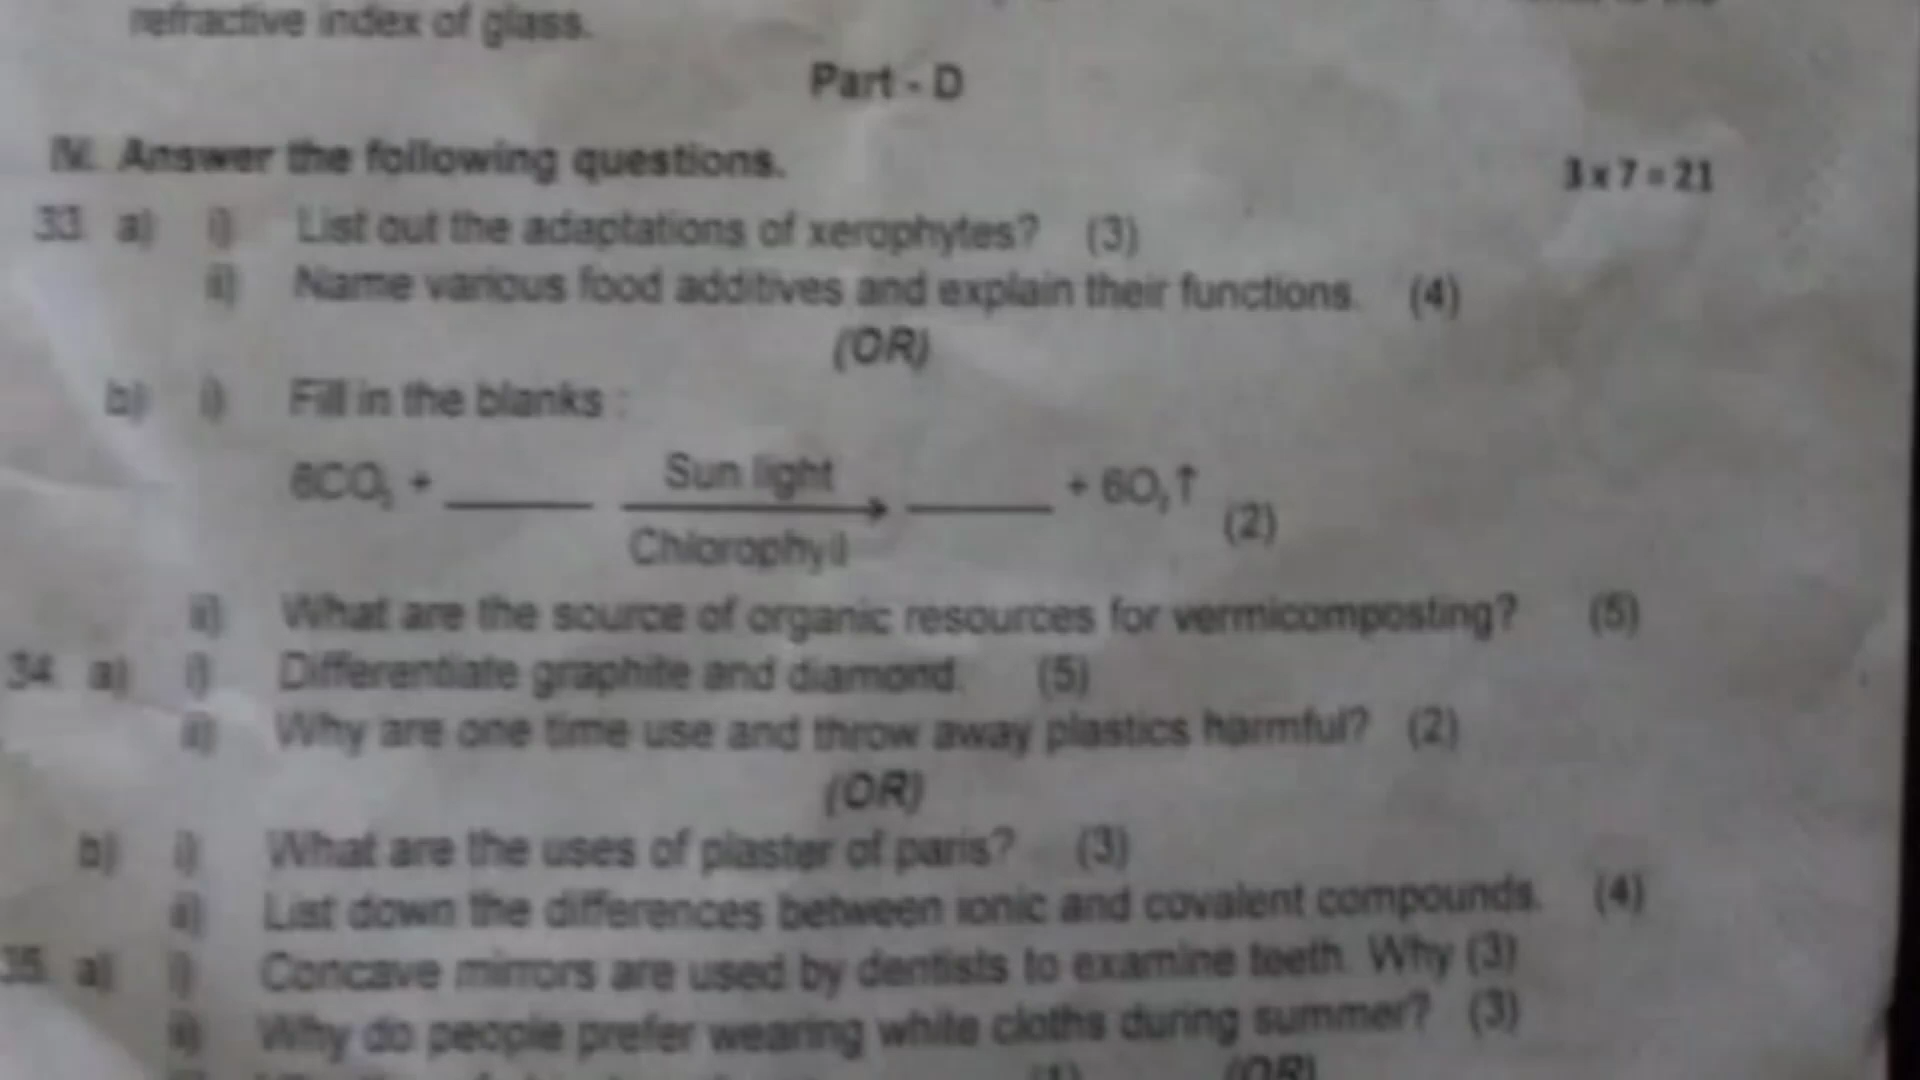 refractive index of glass.
Part - D
IV. Answer the following questions. 3 x 7 = 21
33. a) i) List out the adaptations of xerophytes? (3)
ii) Name various food additives and explain their functions. (4)
(OR)
b) i) Fill in the blanks :
6CO₂ + ______ Sun light ______ + 6O₂↑ (2)
Chlorophyll
ii) What are the source of organic resources for vermicomposting? (5)
34. a) i) Differentiate graphite and diamond. (5)
ii) Why are one time use and throw away plastics harmful? (2)
(OR)
b) i) What are the uses of plaster of paris? (3)
ii) List down the differences between ionic and covalent compounds. (4)
35. a) i) Concave mirrors are used by dentists to examine teeth. Why (3)
ii) Why do people prefer wearing white cloths during summer? (3)
(1) (OR)